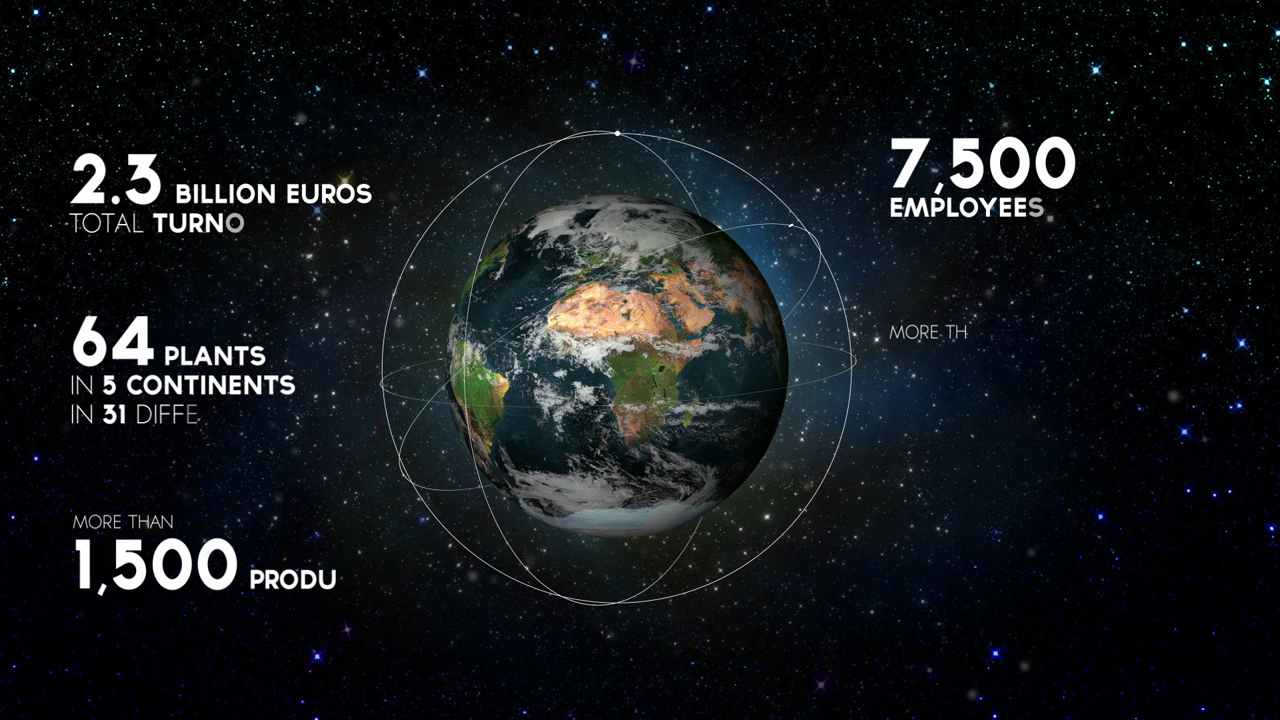 2.3 BILLION EUROS
TOTAL TURNO
64 PLANTS
IN 5 CONTINENTS
IN 31 DIFFE
MORE THAN
1,500 PRODU
7,500
EMPLOYEES
MORE TH